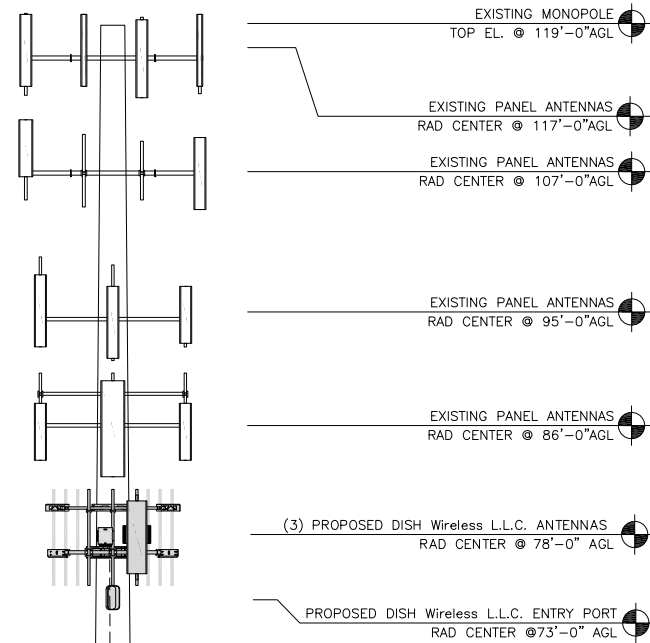 EXISTING MONOPOLE
TOP EL. @ 119'-0"AGL
EXISTING PANEL ANTENNAS
RAD CENTER @ 117'-0"AGL
EXISTING PANEL ANTENNAS
RAD CENTER @ 107'-0"AGL
EXISTING PANEL ANTENNAS
RAD CENTER @ 95'-0"AGL
EXISTING PANEL ANTENNAS
RAD CENTER @ 86'-0"AGL
(3) PROPOSED DISH Wireless L.L.C. ANTENNAS
RAD CENTER @ 78'-0" AGL
PROPOSED DISH Wireless L.L.C. ENTRY PORT
RAD CENTER @73'-0" AGL